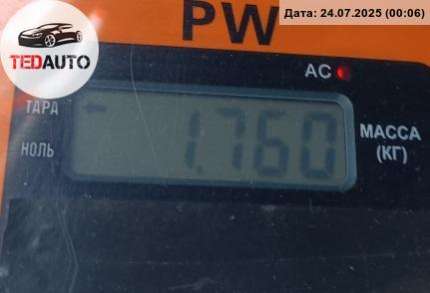 PW
Дата: 24.07.2025 (00:06)
TEDAUTO
AC
ТАРА
НОЛЬ
1.760
МАССА
(КГ)